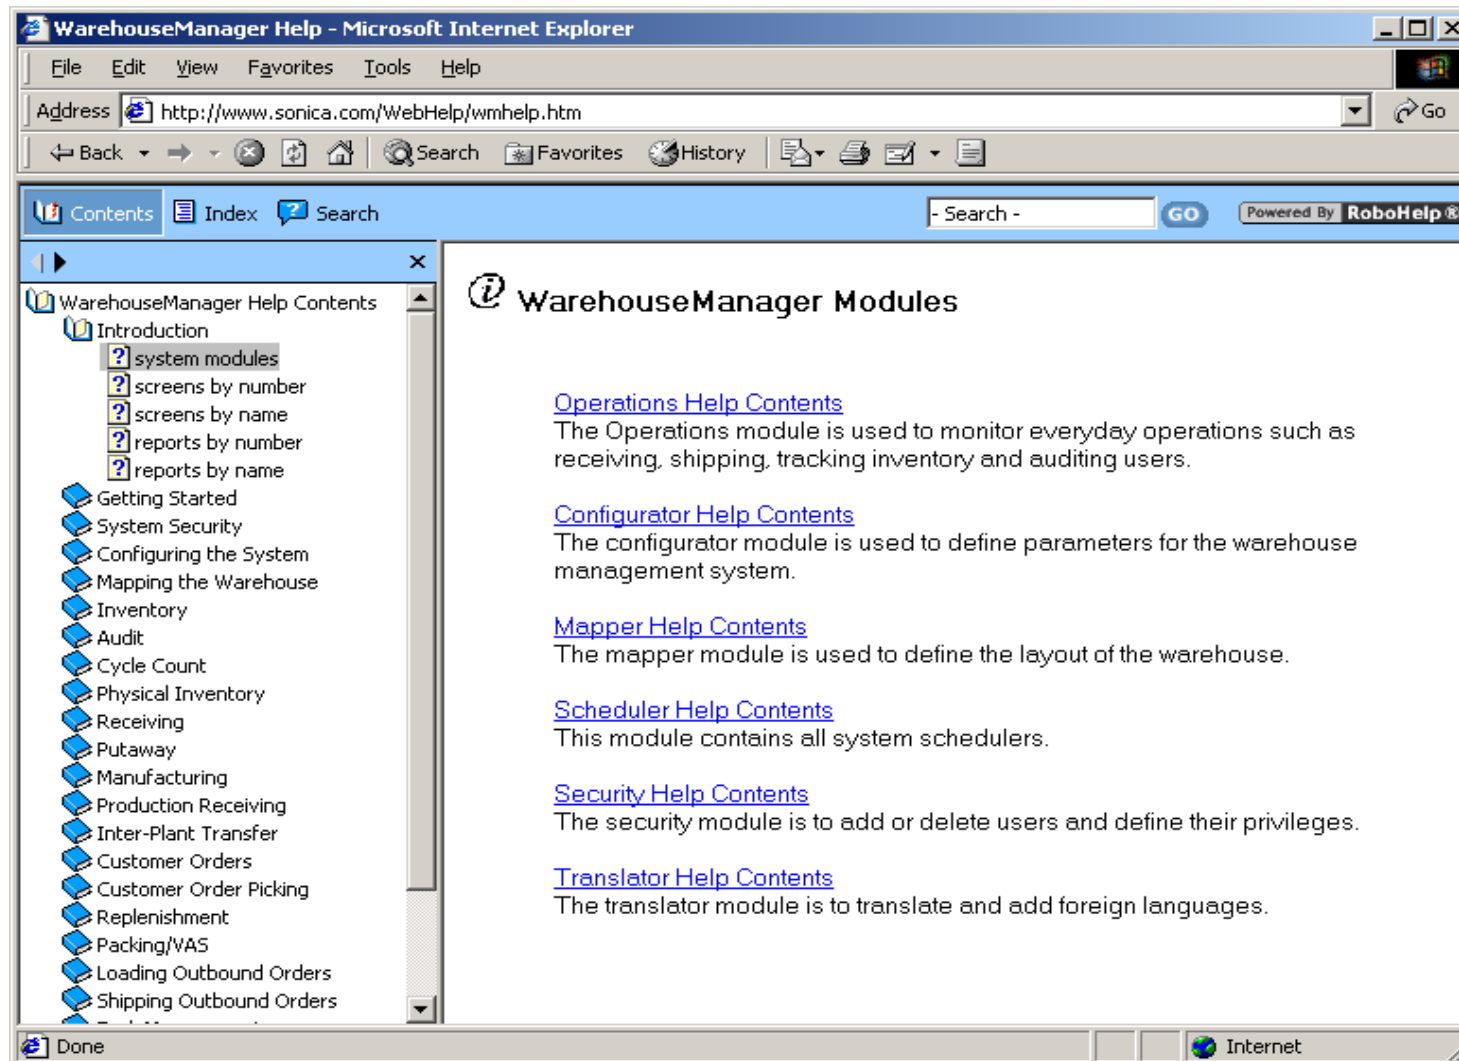 WarehouseManager Help - Microsoft Internet Explorer
File Edit View Favorites Tools Help
Address http://www.sonica.com/WebHelp/wmhelp.htm Go
Back Search Favorites History
Contents Index Search - Search - GO Powered By RoboHelp ®
WarehouseManager Help Contents
Introduction
system modules
screens by number
screens by name
reports by number
reports by name
Getting Started
System Security
Configuring the System
Mapping the Warehouse
Inventory
Audit
Cycle Count
Physical Inventory
Receiving
Putaway
Manufacturing
Production Receiving
Inter-Plant Transfer
Customer Orders
Customer Order Picking
Replenishment
Packing/VAS
Loading Outbound Orders
Shipping Outbound Orders
WarehouseManager Modules
Operations Help Contents
The Operations module is used to monitor everyday operations such as
receiving, shipping, tracking inventory and auditing users.
Configurator Help Contents
The configurator module is used to define parameters for the warehouse
management system.
Mapper Help Contents
The mapper module is used to define the layout of the warehouse.
Scheduler Help Contents
This module contains all system schedulers.
Security Help Contents
The security module is to add or delete users and define their privileges.
Translator Help Contents
The translator module is to translate and add foreign languages.
Done Internet